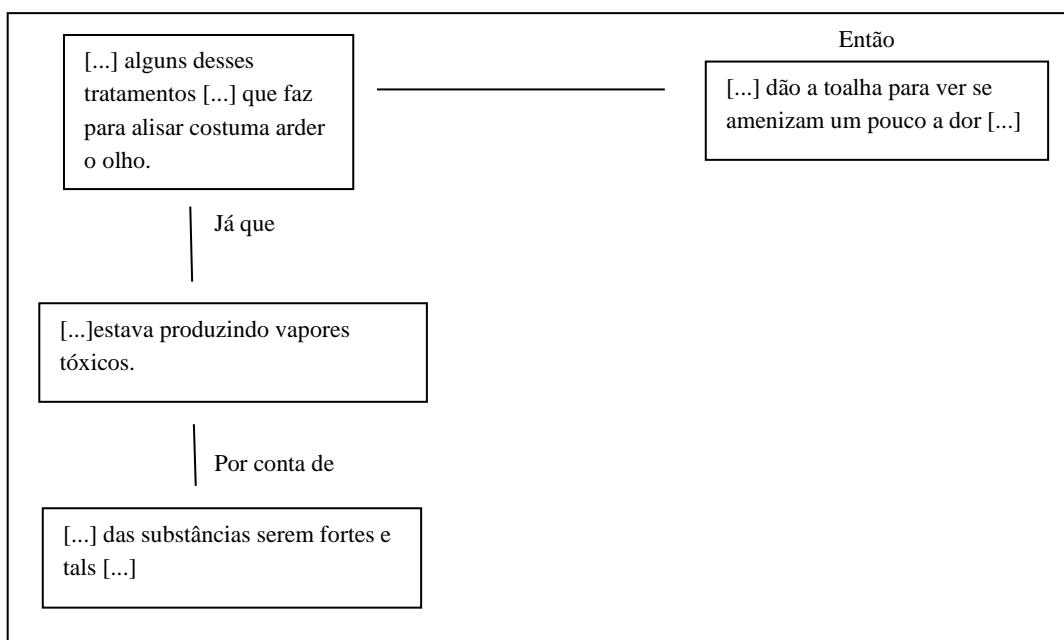 [...] alguns desses
tratamentos [...] que faz
para alisar costuma arder
o olho.
Então
[...] dão a toalha para ver se
amenizam um pouco a dor [...]
Já que
[...]estava produzindo vapores
tóxicos.
Por conta de
[...] das substâncias serem fortes e
tals [...]